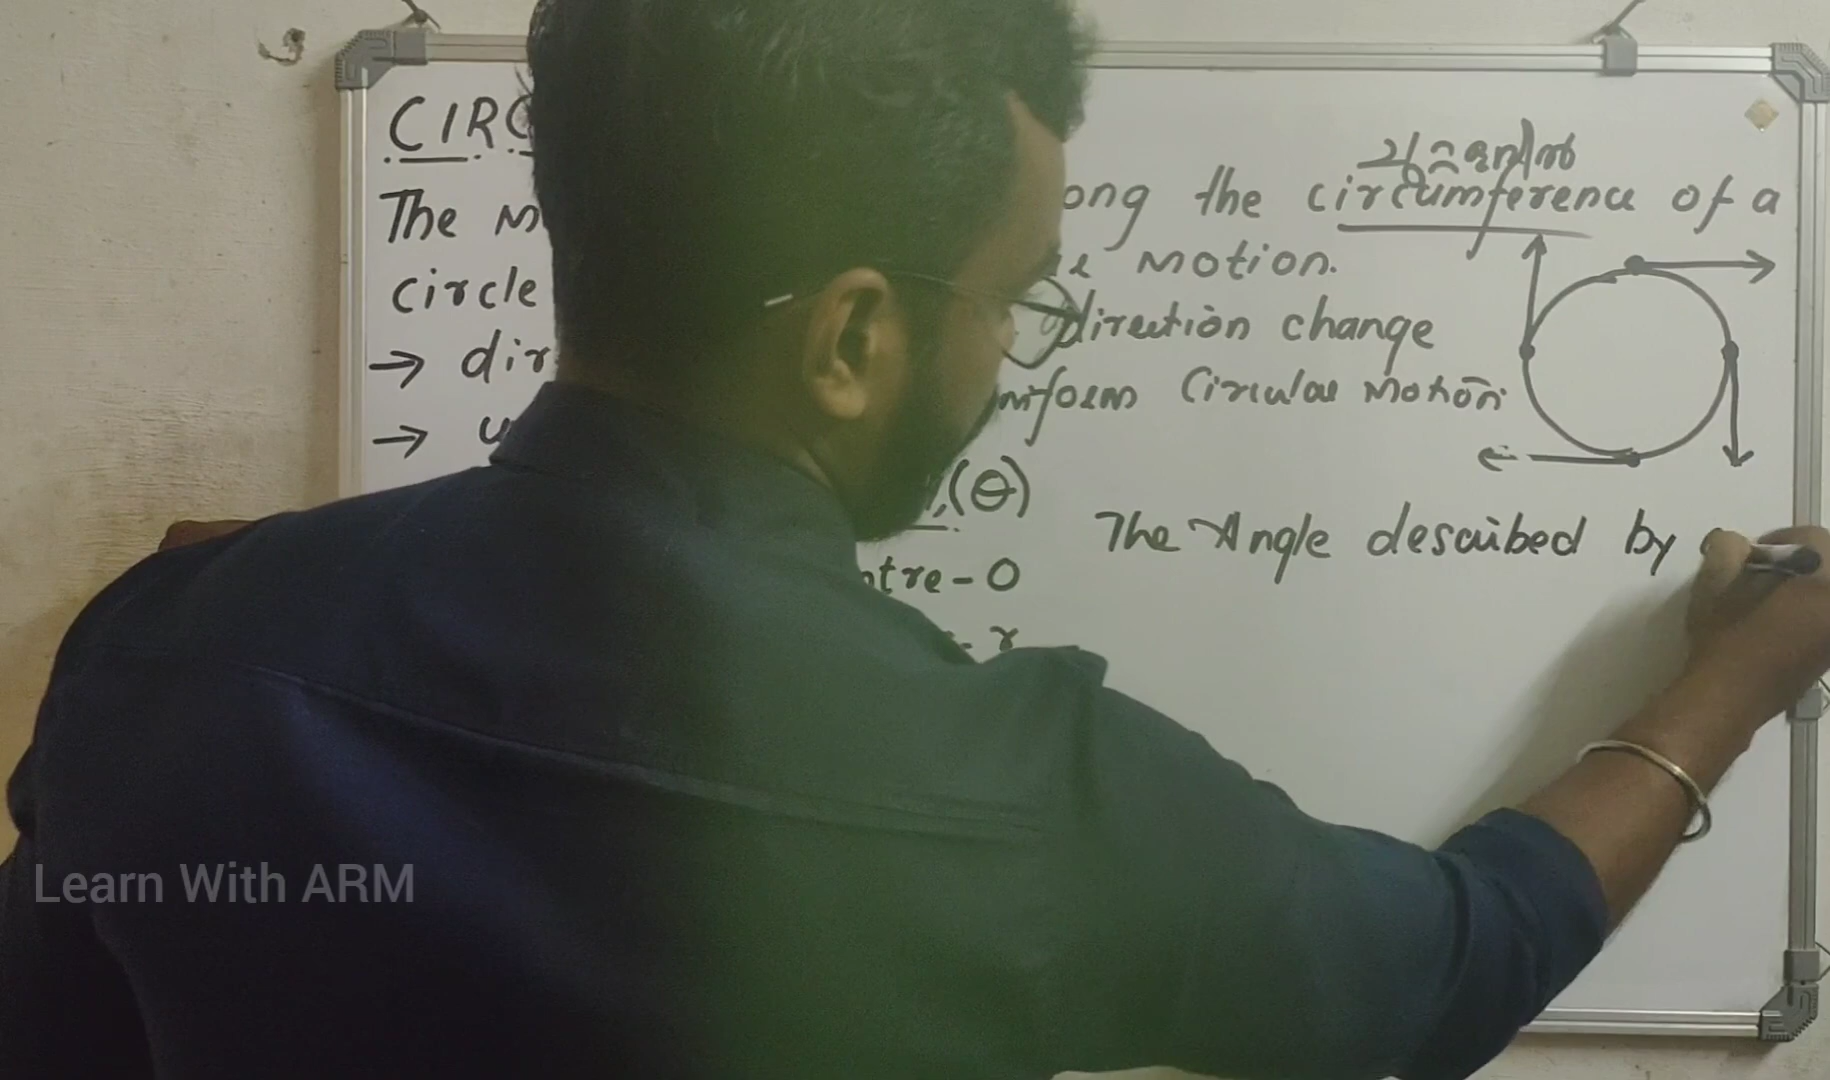 CIRC
The m ong the circumference of a
circle motion.
→ dir direction change
→ u niform Circular Motion
(θ)
The Angle described by
ntre - O
- r
Learn With ARM